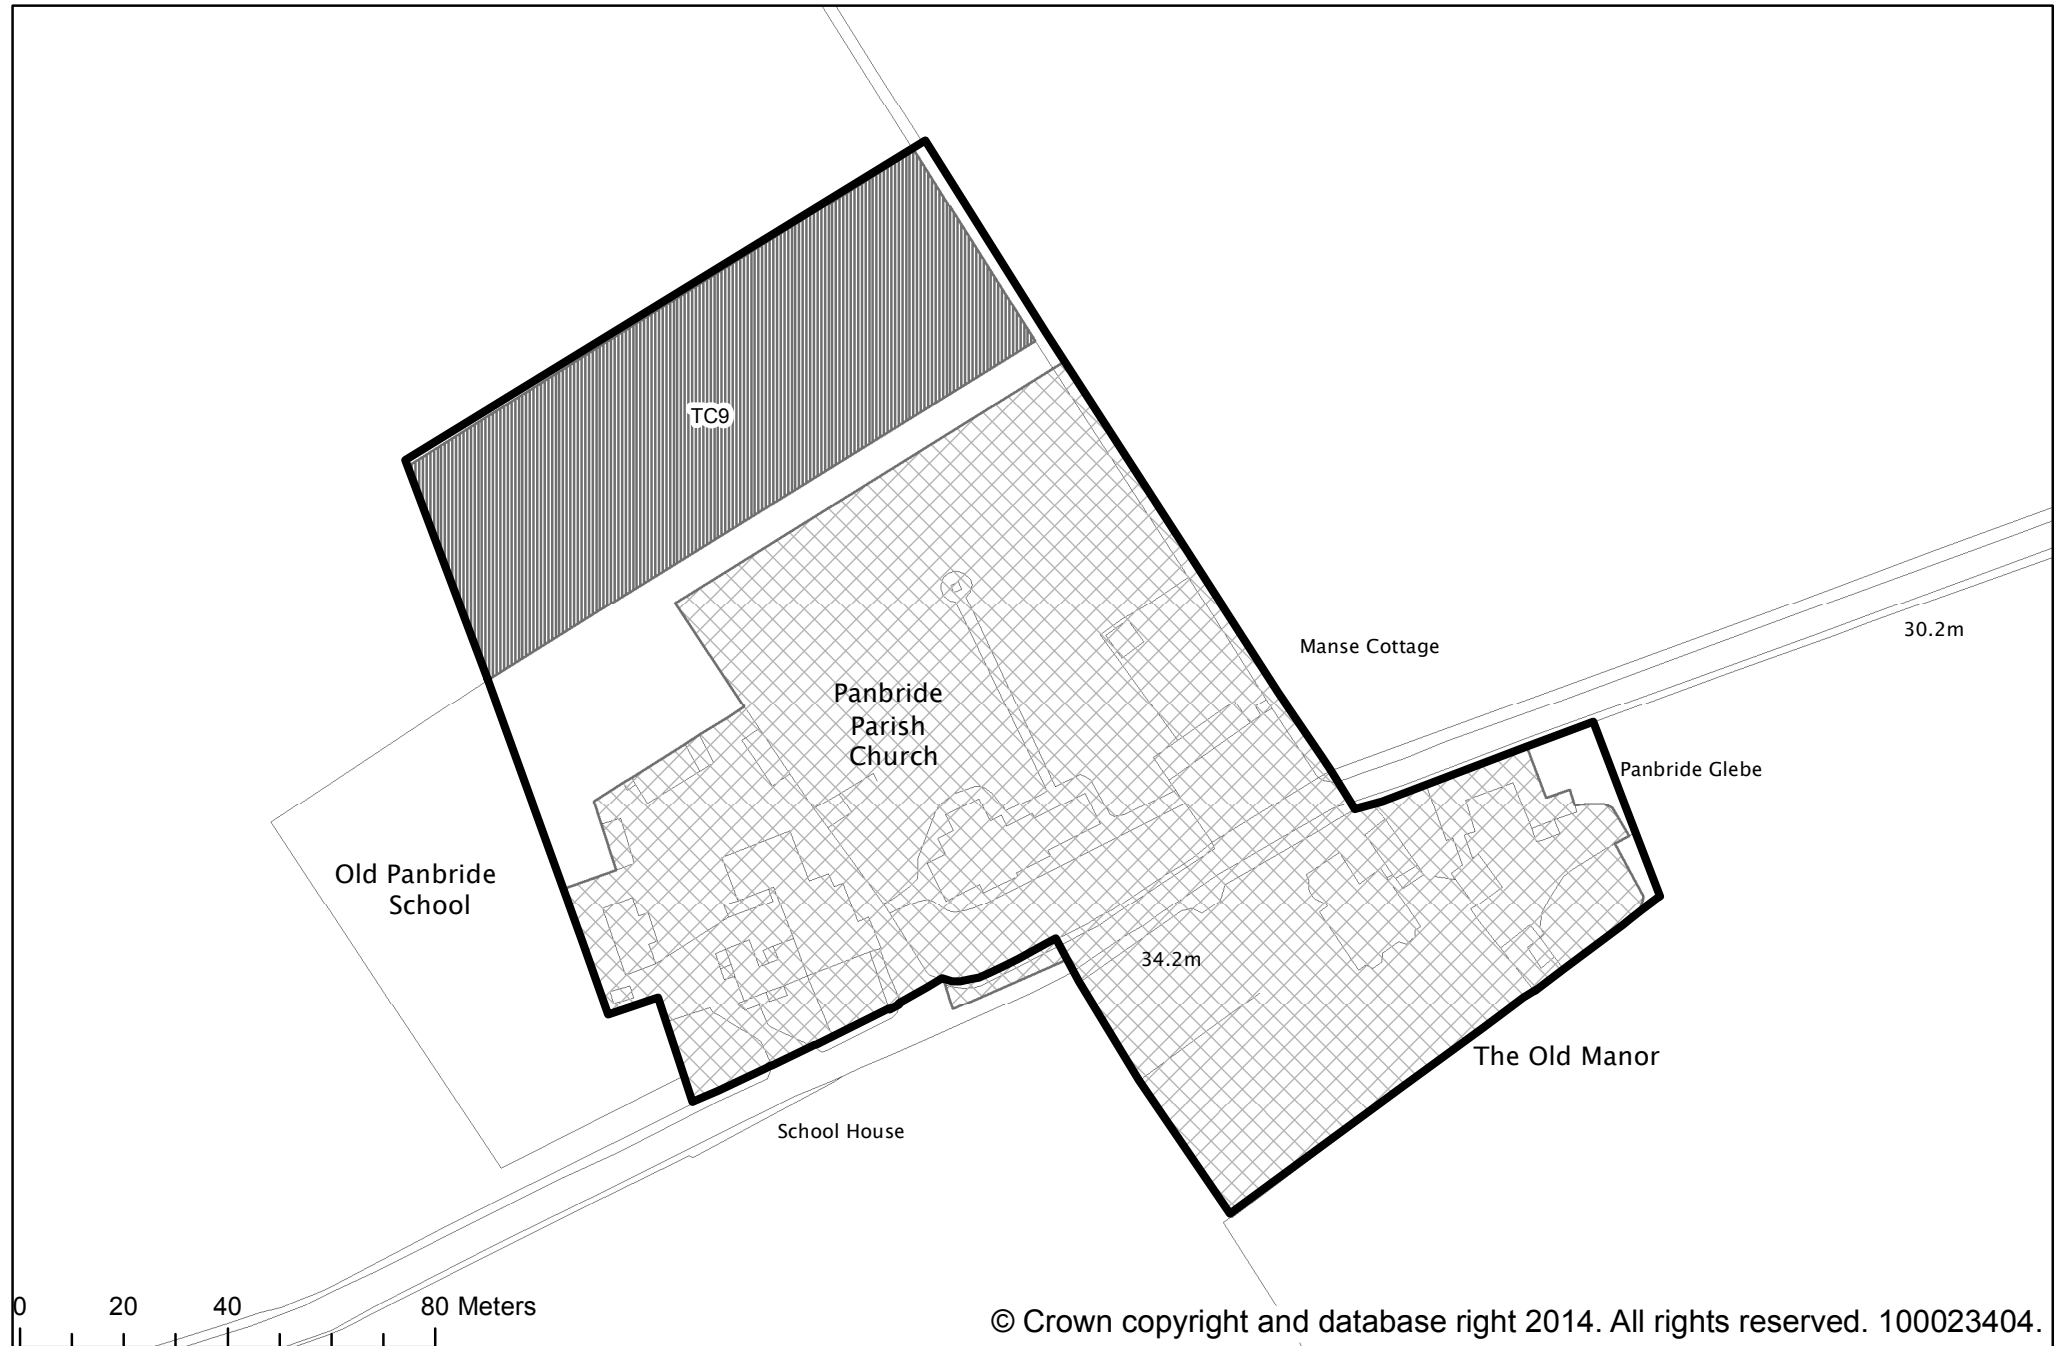 TC9
30.2m
Manse Cottage
Panbride
Parish
Church
Panbride Glebe
Old Panbride
School
34.2m
The Old Manor
School House
0 20 40 80 Meters
© Crown copyright and database right 2014. All rights reserved. 100023404.